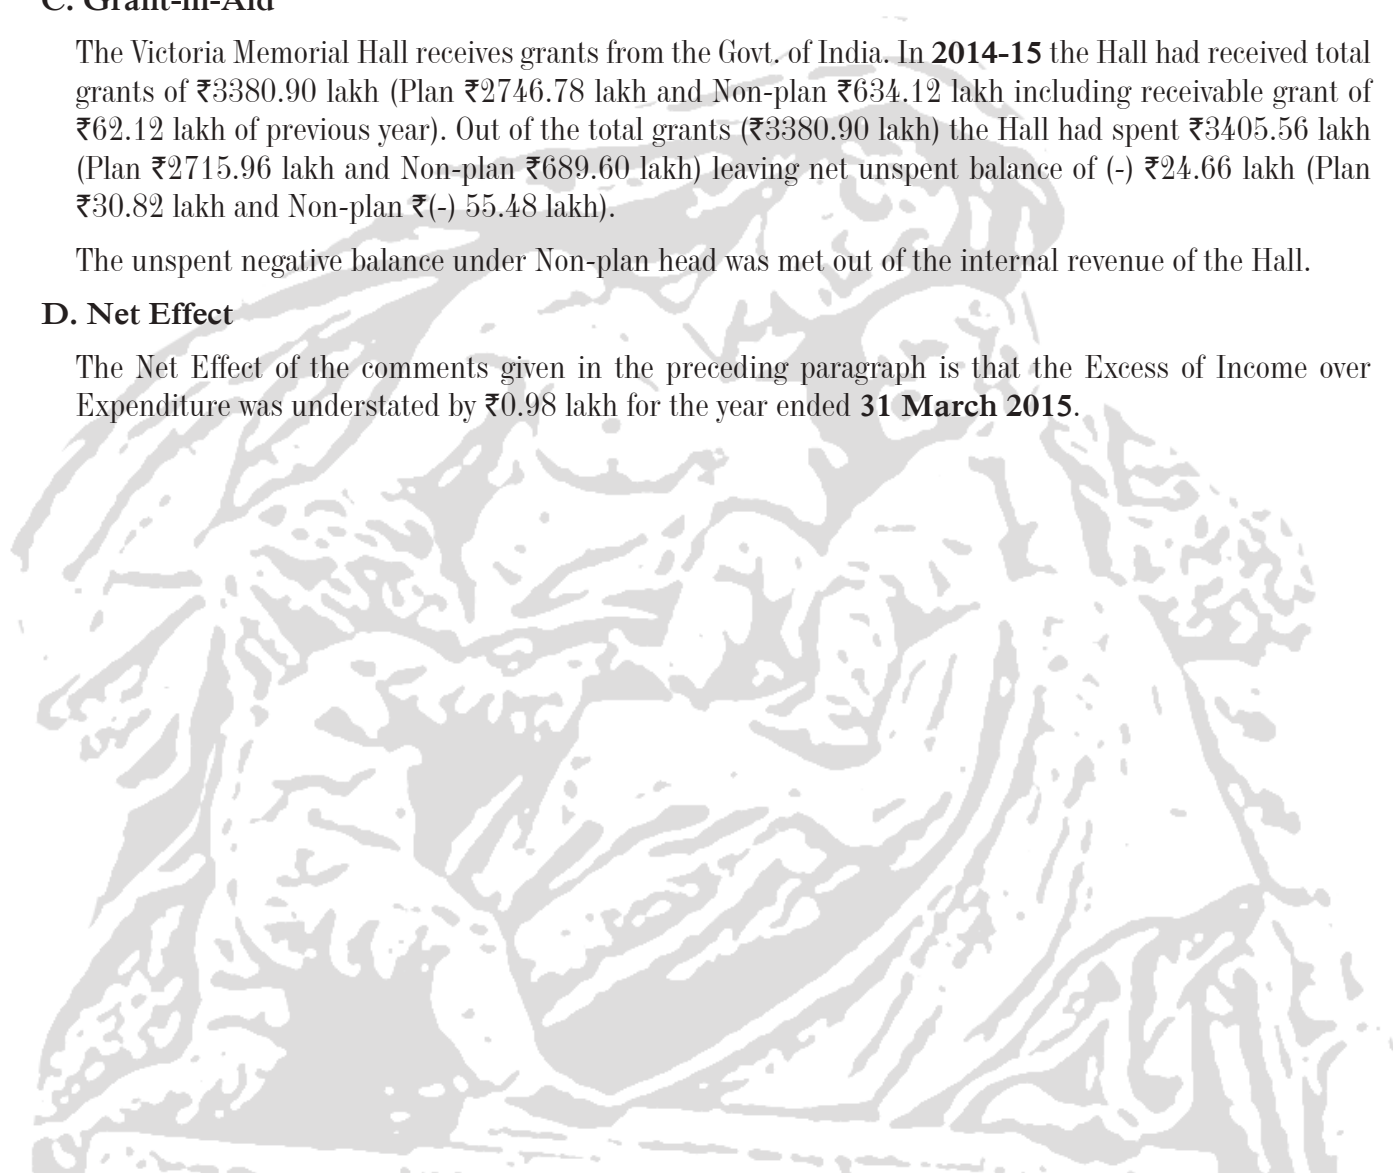 C. Grant-in-Aid
The Victoria Memorial Hall receives grants from the Govt. of India. In 2014-15 the Hall had received total
grants of ₹3380.90 lakh (Plan ₹2746.78 lakh and Non-plan ₹634.12 lakh including receivable grant of
₹62.12 lakh of previous year). Out of the total grants (₹3380.90 lakh) the Hall had spent ₹3405.56 lakh
(Plan ₹2715.96 lakh and Non-plan ₹689.60 lakh) leaving net unspent balance of (-) ₹24.66 lakh (Plan
₹30.82 lakh and Non-plan ₹(-) 55.48 lakh).
The unspent negative balance under Non-plan head was met out of the internal revenue of the Hall.
D. Net Effect
The Net Effect of the comments given in the preceding paragraph is that the Excess of Income over
Expenditure was understated by ₹0.98 lakh for the year ended 31 March 2015.